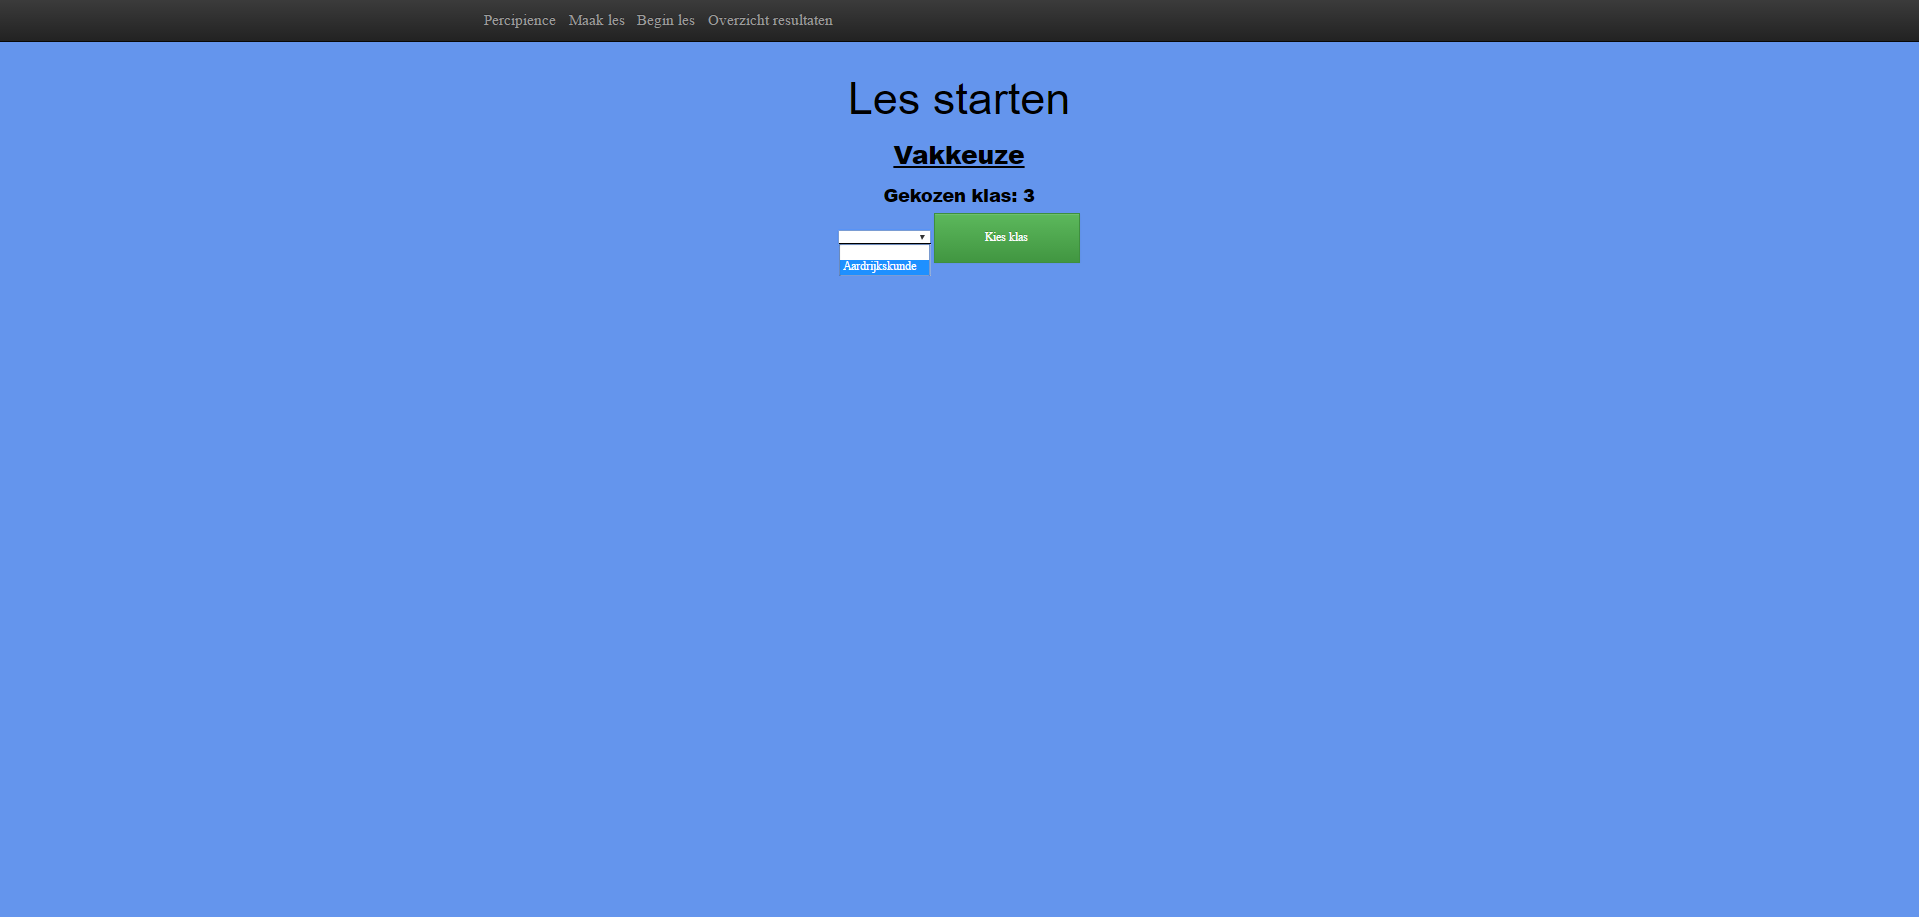 Percipience Maak les Begin les Overzicht resultaten
Les starten
Vakkeuze
Gekozen klas: 3
Kies klas
Aardrijkskunde